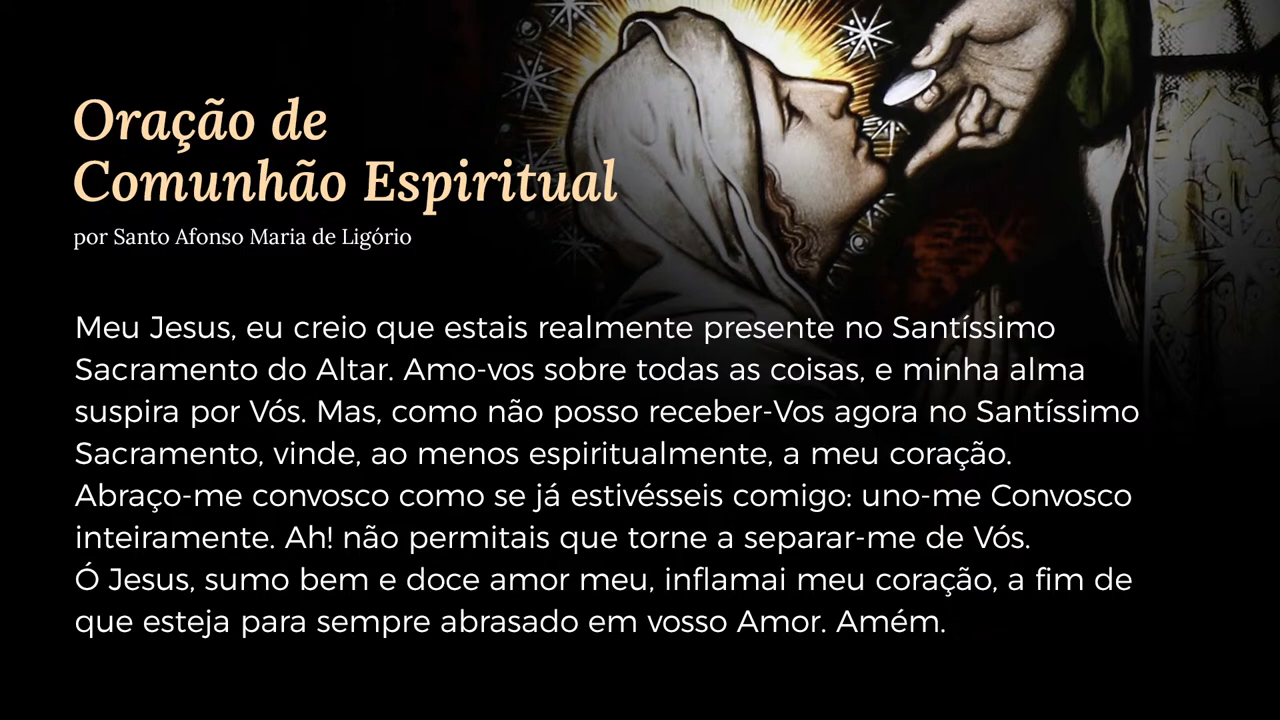 Oração de
Comunhão Espiritual
por Santo Afonso Maria de Ligório
Meu Jesus, eu creio que estais realmente presente no Santíssimo
Sacramento do Altar. Amo-vos sobre todas as coisas, e minha alma
suspira por Vós. Mas, como não posso receber-Vos agora no Santíssimo
Sacramento, vinde, ao menos espiritualmente, a meu coração.
Abraço-me convosco como se já estivésseis comigo: uno-me Convosco
inteiramente. Ah! não permitais que torne a separar-me de Vós.
Ó Jesus, sumo bem e doce amor meu, inflamai meu coração, a fim de
que esteja para sempre abrasado em vosso Amor. Amém.